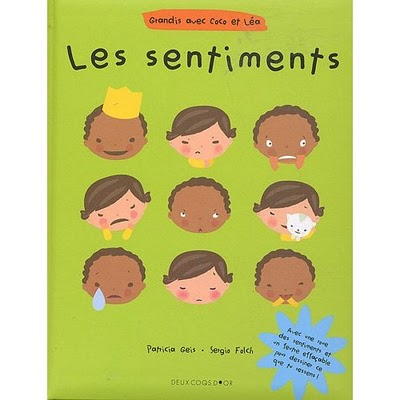 Grandis avec Coco et Léa
Les sentiments
Patricia Geis - Sergio Folch
Avec une roue
des sentiments et
un feutre effaçable
pour dessiner ce
que tu ressens !
DEUX COQS D'OR